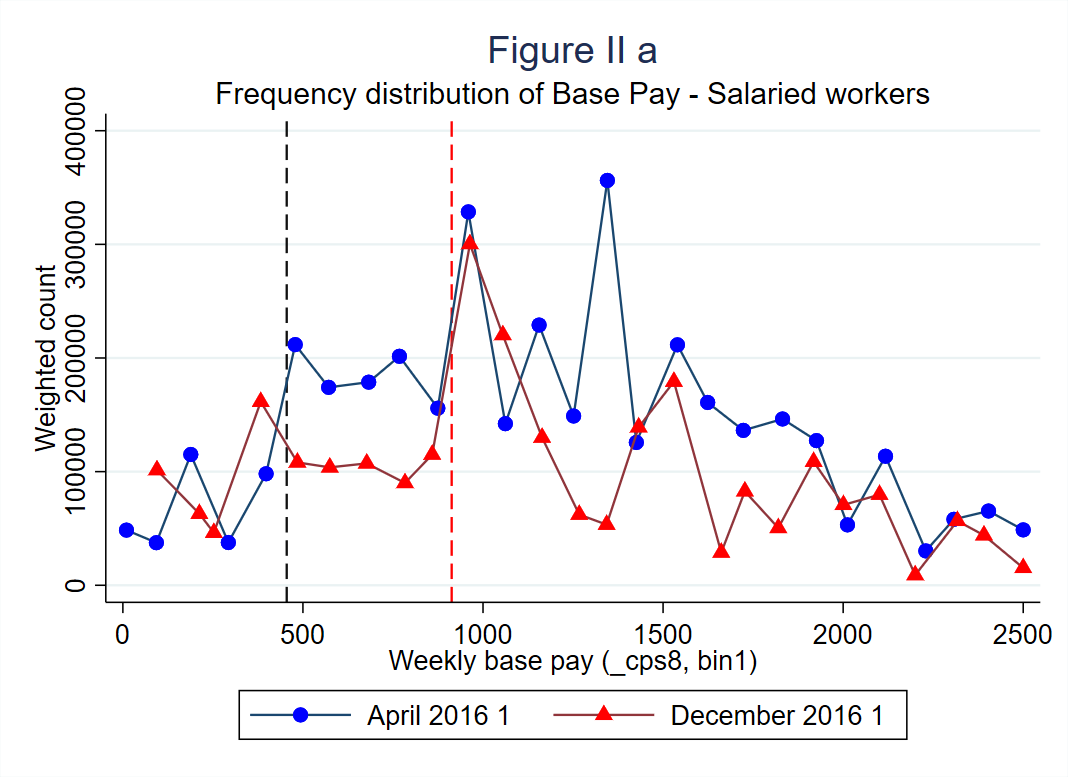 Figure II a
Frequency distribution of Base Pay - Salaried workers
Weighted count
400000
300000
200000
100000
0
0 500 1000 1500 2000 2500
Weekly base pay (_cps8, bin1)
April 2016 1 December 2016 1